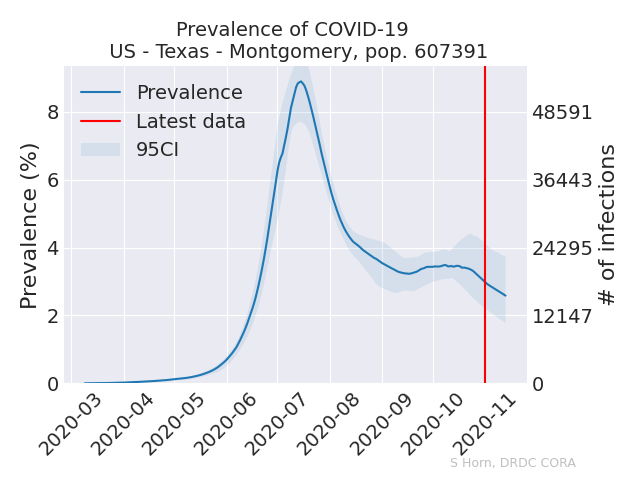 Prevalence of COVID-19
US - Texas - Montgomery, pop. 607391
Prevalence
Latest data
95CI
Prevalence (%)
8
6
4
2
0
48591
36443
24295
12147
0
# of infections
2020-03
2020-04
2020-05
2020-06
2020-07
2020-08
2020-09
2020-10
2020-11
S Horn, DRDC CORA